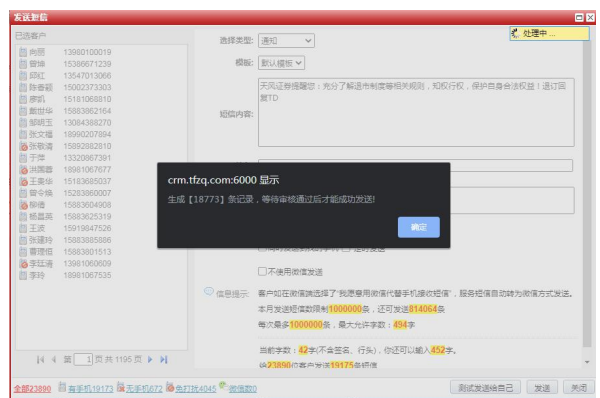 发送短信
处理中 ...
已选客户
向丽 13980100019
曾坤 15386671239
邱红 13547013066
陈春颖 15002373303
廖凯 15181068810
甄世华 15883862164
邹明玉 13084388270
张文福 18990207894
张敬清 15892882810
于萍 13320867391
洪国蓉 18981067677
王奕华 15183685037
曾令焕 15283860007
柳禧 15883604908
杨昌英 15883625319
王波 15919847526
张建玲 15883885886
曹理恒 15883801513
李廷清 13981060609
李玲 18981067535
第 1 页 共 1195 页
选择类型: 通知
模板: 默认模板
短信内容:
天风证券提醒您：充分了解退市制度等相关规则，知权行权，保护自身合法权益！退订回
复TD
crm.tfzq.com:6000 显示
生成【18773】条记录，等待审核通过后才能成功发送!
确定
不使用微信发送
信息提示:
客户如在微信端选择了“我愿意用微信代替手机接收短信”，服务短信自动转为微信方式发送。
本月发送短信数限制1000000条，还可发送814064条
每次最多1000000条，最大允许字数：494字
当前字数：42字(不含签名、行头)，你还可以输入452字。
给23890位客户发送19175条短信
全部23890 有手机19173 无手机672 免打扰4045 微信数0
测试发送给自己 发送 关闭